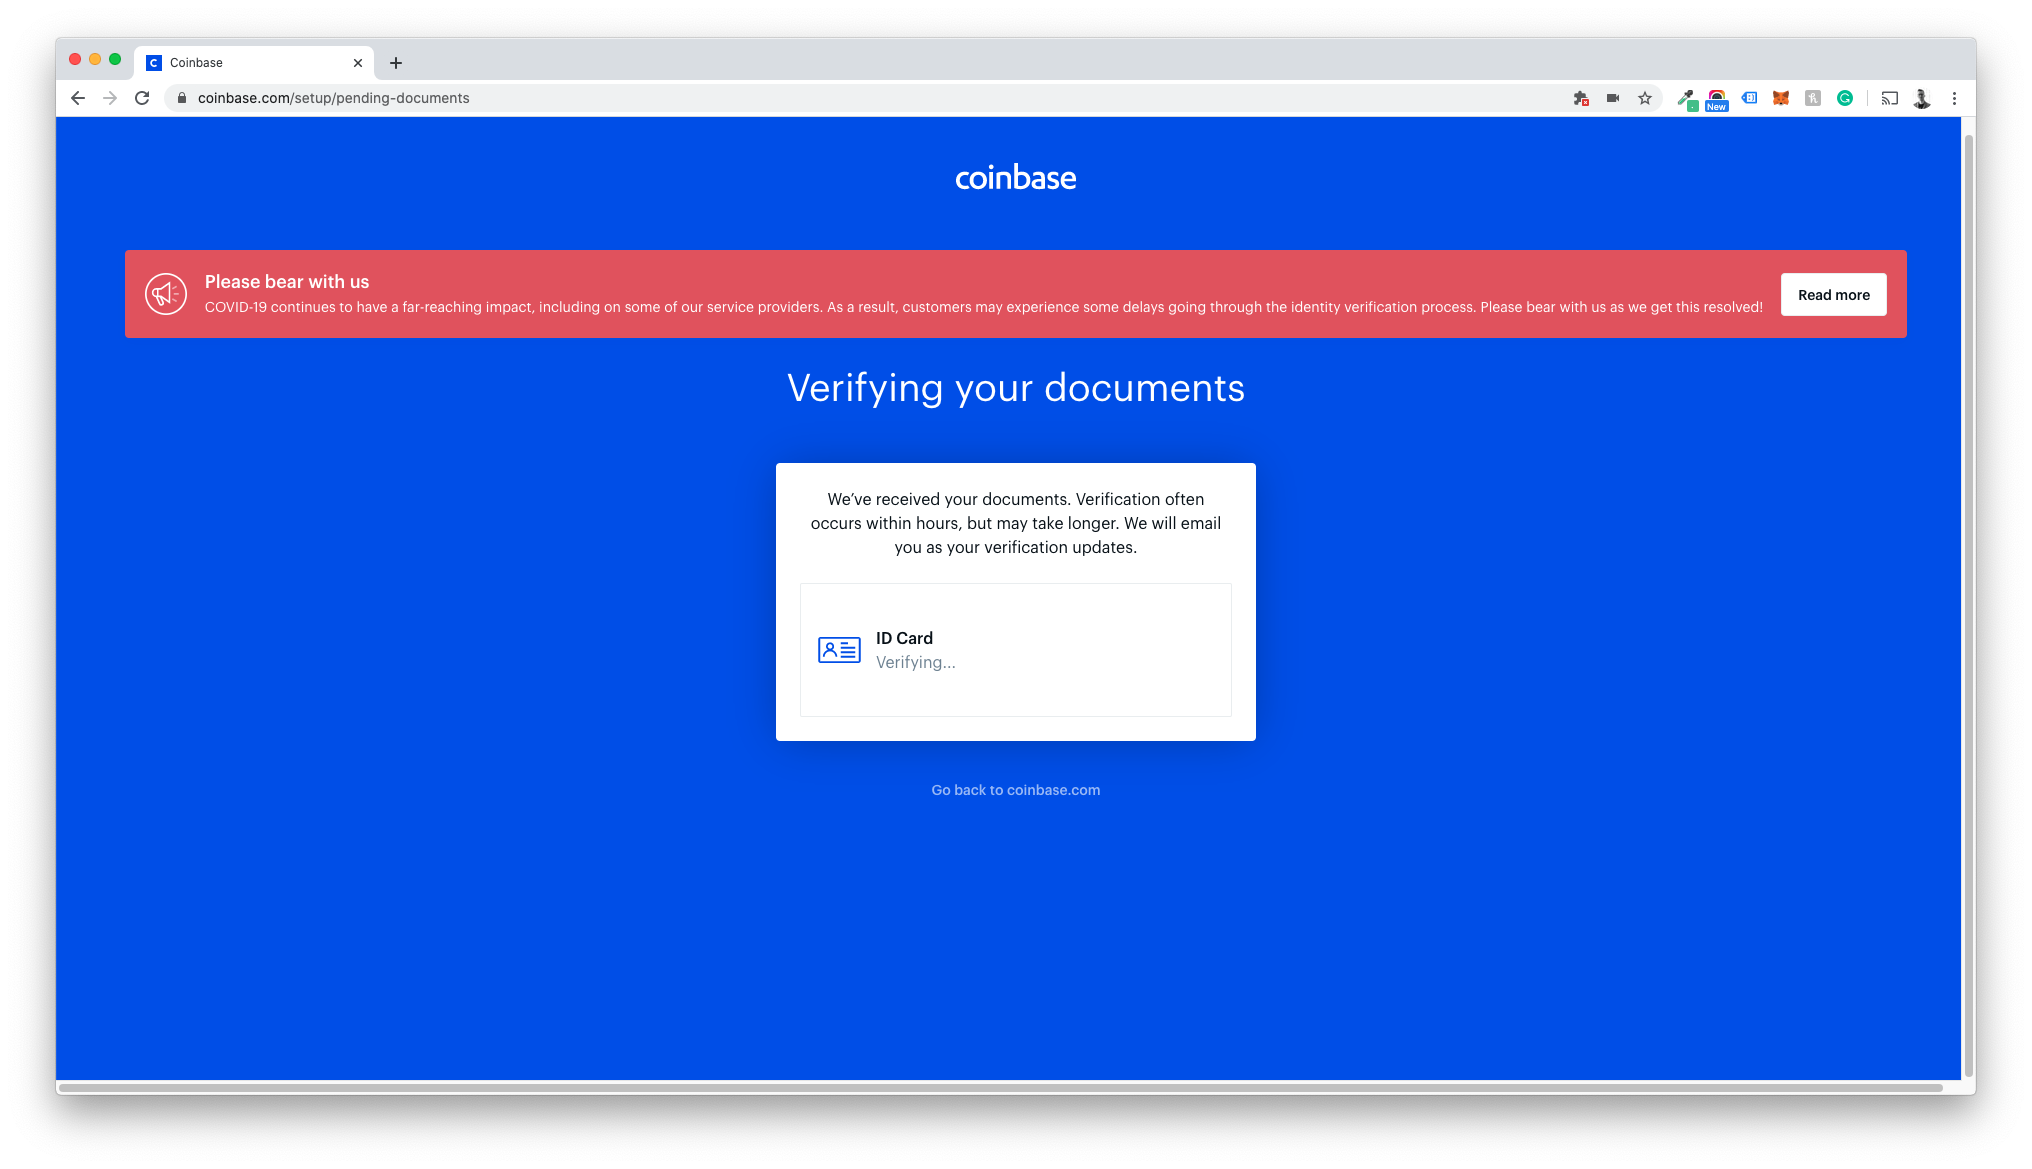 Coinbase
coinbase.com/setup/pending-documents
New
coinbase
Please bear with us
COVID-19 continues to have a far-reaching impact, including on some of our service providers. As a result, customers may experience some delays going through the identity verification process. Please bear with us as we get this resolved!
Read more
Verifying your documents
We’ve received your documents. Verification often
occurs within hours, but may take longer. We will email
you as your verification updates.
ID Card
Verifying...
Go back to coinbase.com